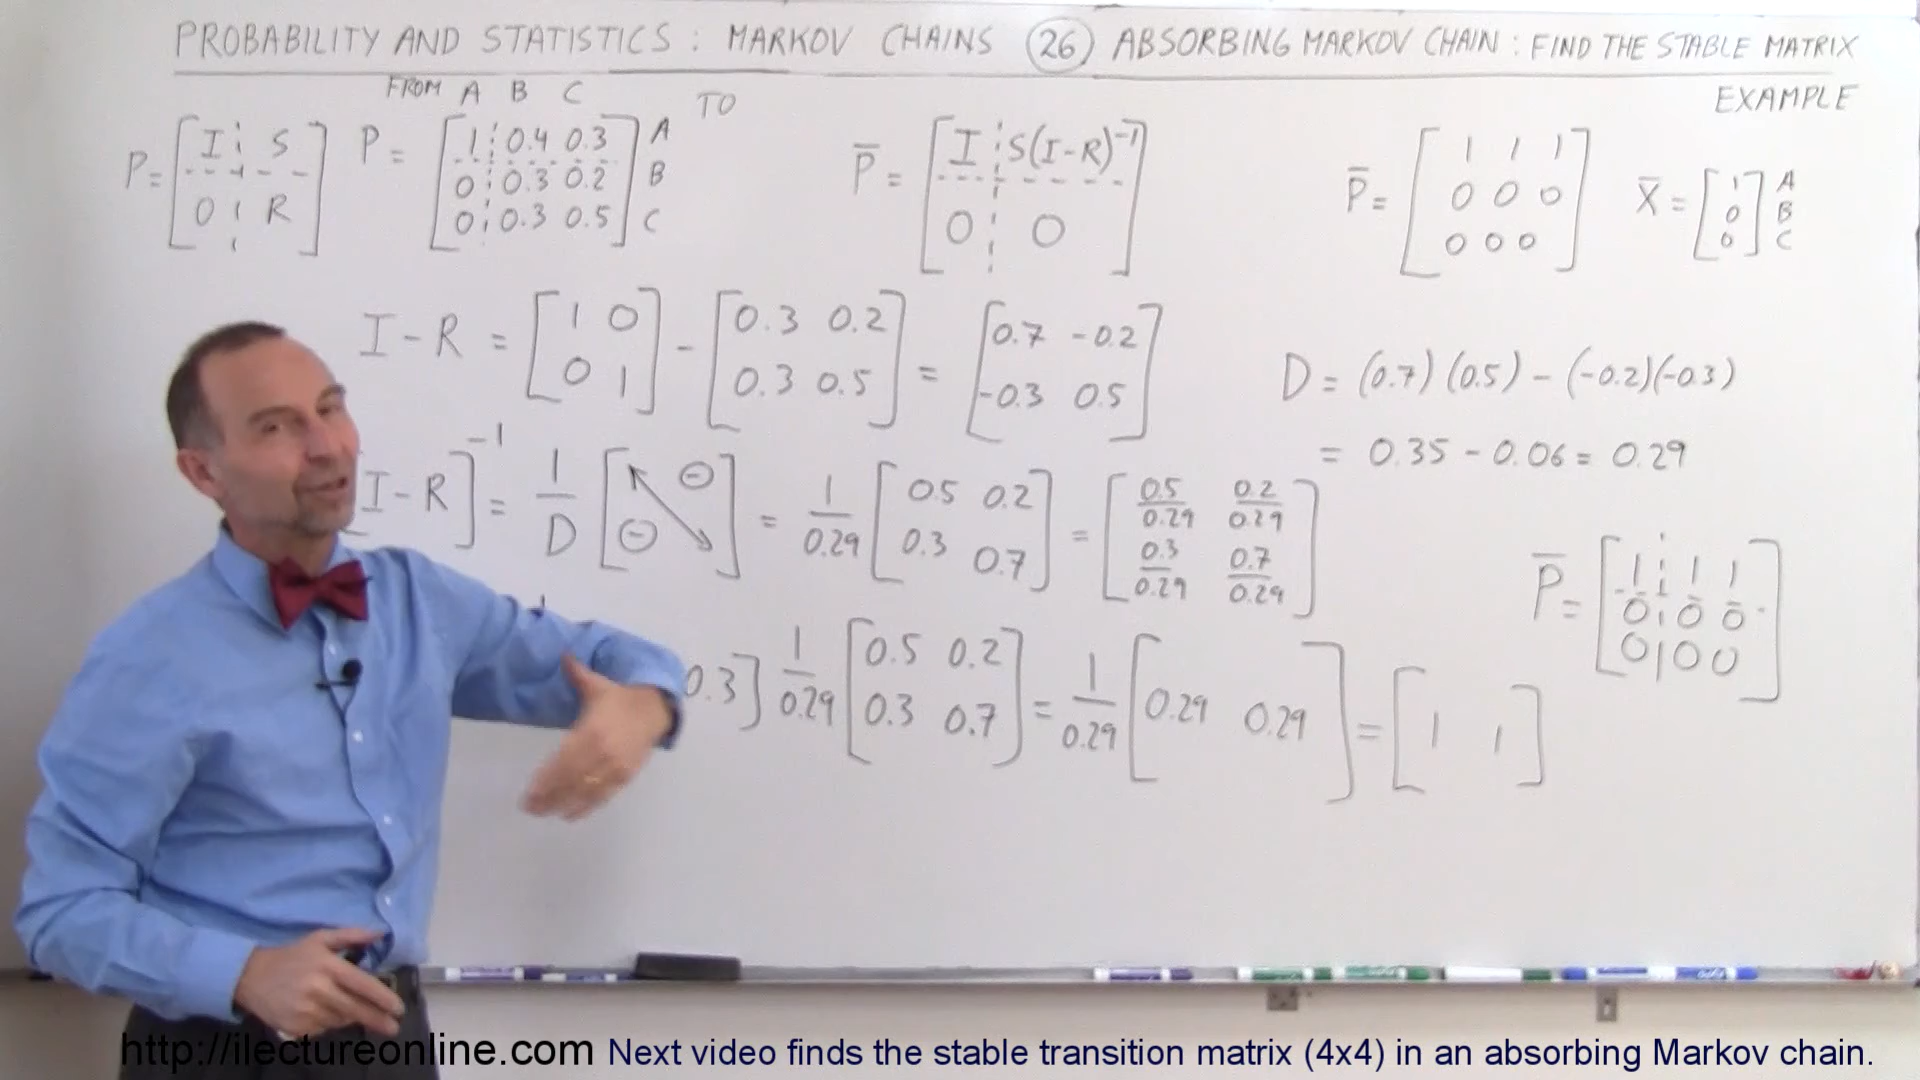 PROBABILITY AND STATISTICS : MARKOV CHAINS (26) ABSORBING MARKOV CHAIN : FIND THE STABLE MATRIX
EXAMPLE
FROM A B C TO
P = [I S; 0 R]
P = [1 0.4 0.3; 0 0.3 0.2; 0 0.3 0.5] A B C
P̅ = [I S(I-R)⁻¹; 0 0]
P̅ = [1 1 1; 0 0 0; 0 0 0]
X̅ = [1; 0; 0] A B C
I - R = [1 0; 0 1] - [0.3 0.2; 0.3 0.5] = [0.7 -0.2; -0.3 0.5]
D = (0.7)(0.5) - (-0.2)(-0.3)
= 0.35 - 0.06 = 0.29
I - R]⁻¹ = 1/D [↖ ⊖; ⊖ ↘] = 1/0.29 [0.5 0.2; 0.3 0.7] = [0.5/0.29 0.2/0.29; 0.3/0.29 0.7/0.29]
P̅ = [1 1 1; 0 0 0; 0 0 0]
0.3] 1/0.29 [0.5 0.2; 0.3 0.7] = 1/0.29 [0.29 0.29] = [1 1]
http://ilectureonline.com Next video finds the stable transition matrix (4x4) in an absorbing Markov chain.